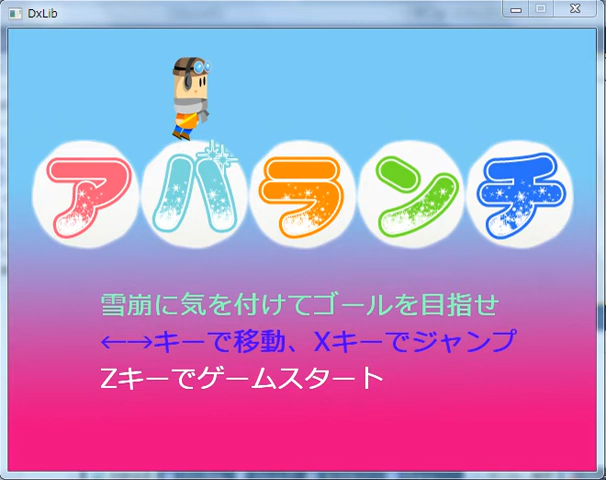 DxLib
アバランチ
雪崩に気を付けてゴールを目指せ
←→キーで移動、Xキーでジャンプ
Zキーでゲームスタート